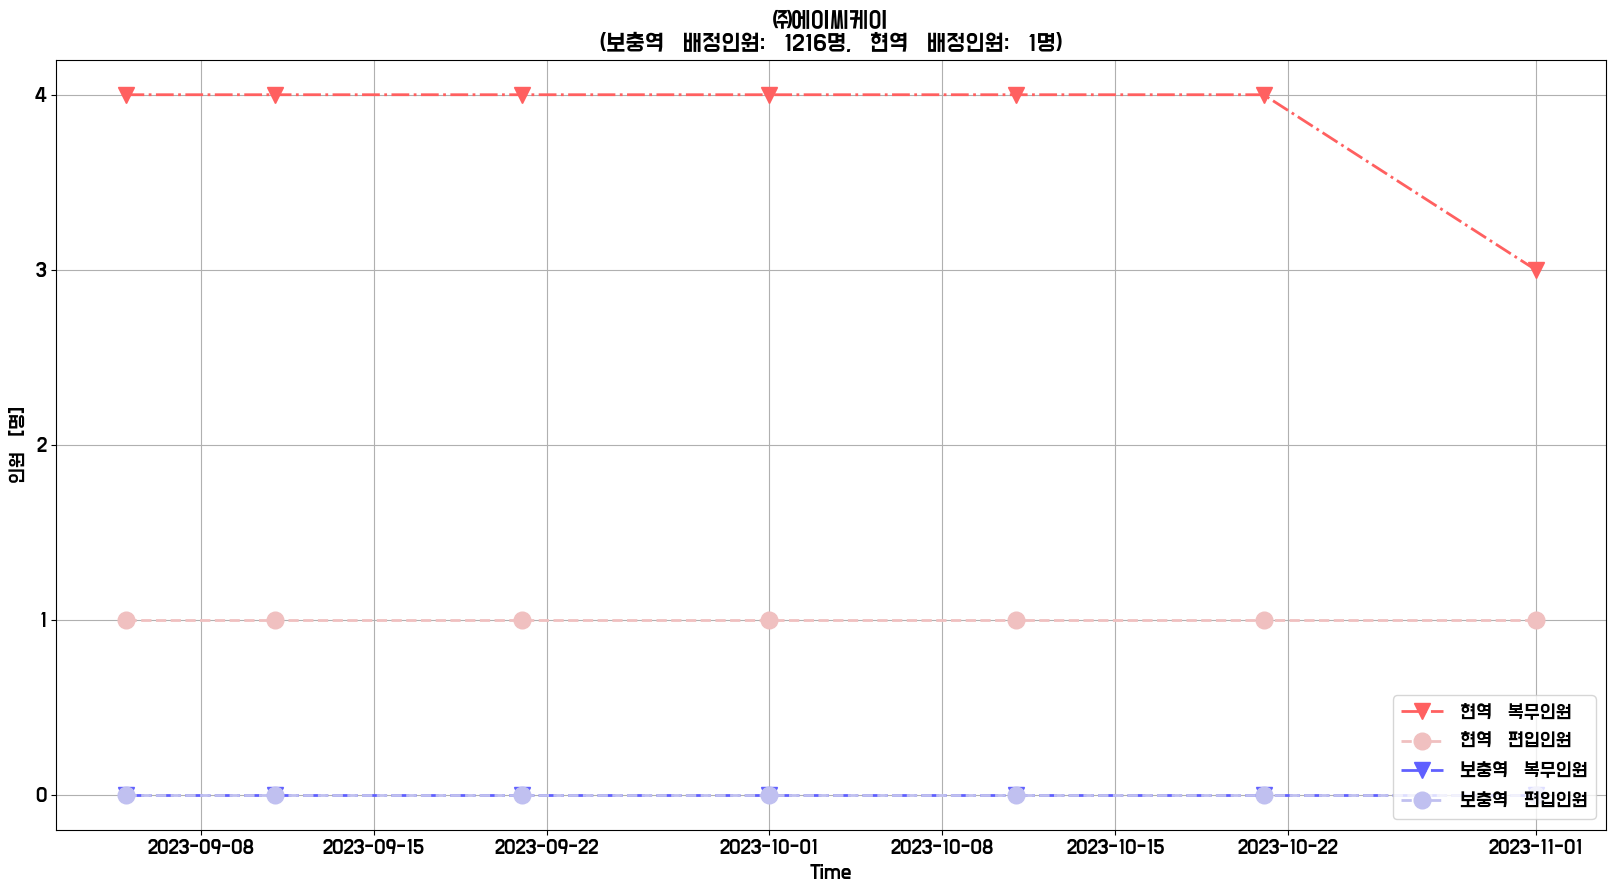 ㈜에이씨케이
(보충역 배정인원: 1216명, 현역 배정인원: 1명)
인원 [명]
4
3
2
1
0
현역 복무인원
현역 편입인원
보충역 복무인원
보충역 편입인원
2023-09-08 2023-09-15 2023-09-22 2023-10-01 2023-10-08 2023-10-15 2023-10-22 2023-11-01
Time